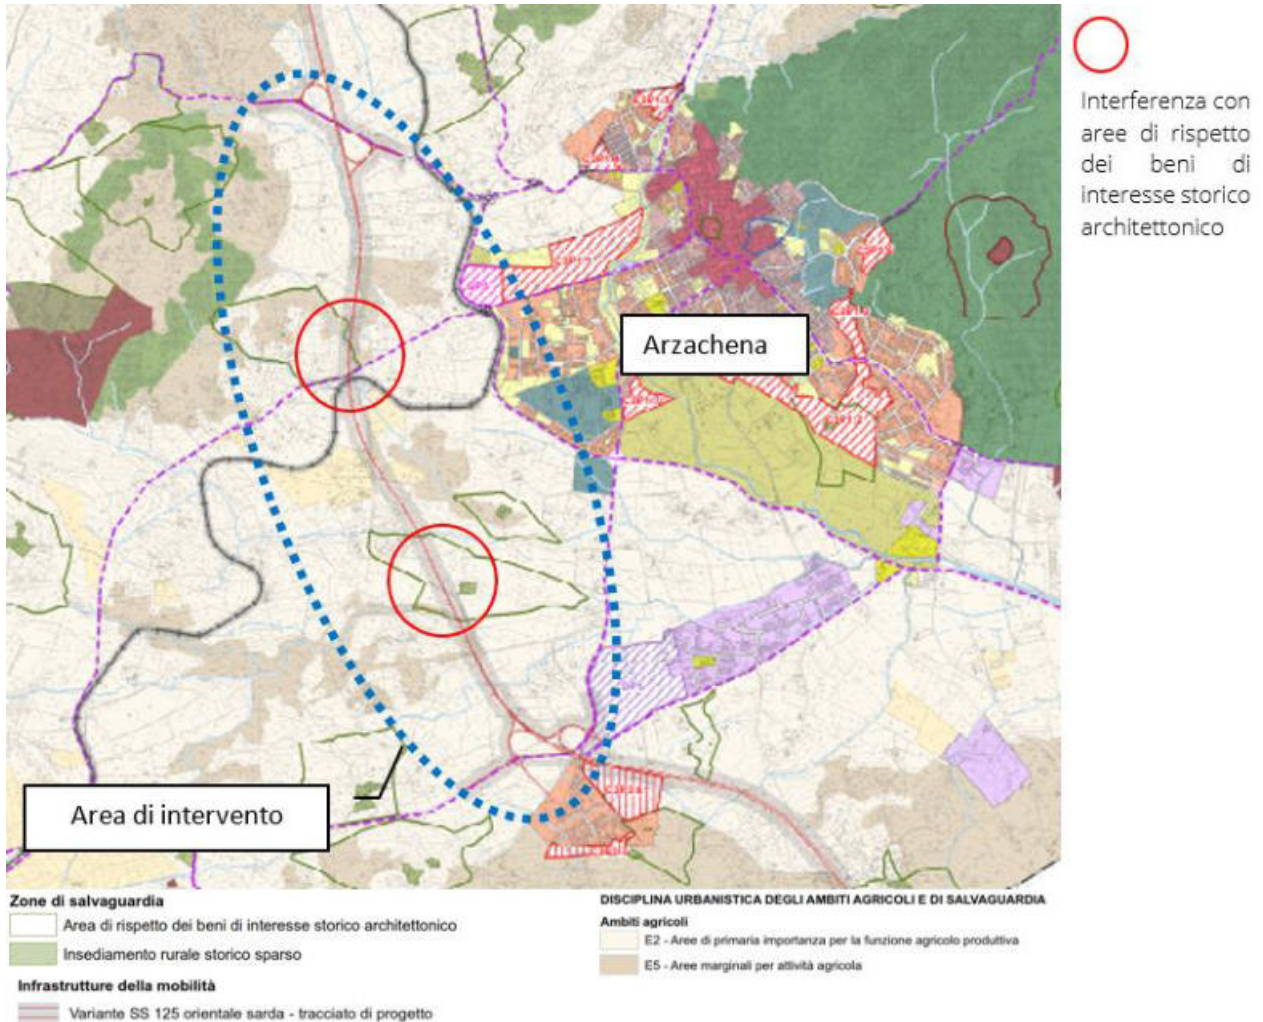 Interferenza con
aree di rispetto
dei beni di
interesse storico
architettonico
Arzachena
Area di intervento
Zone di salvaguardia
Area di rispetto dei beni di interesse storico architettonico
Insediamento rurale storico sparso
Infrastrutture della mobilità
Variante SS 125 orientale sarda - tracciato di progetto
DISCIPLINA URBANISTICA DEGLI AMBITI AGRICOLI E DI SALVAGUARDIA
Ambiti agricoli
E2 - Aree di primaria importanza per la funzione agricolo produttiva
E5 - Aree marginali per attività agricola